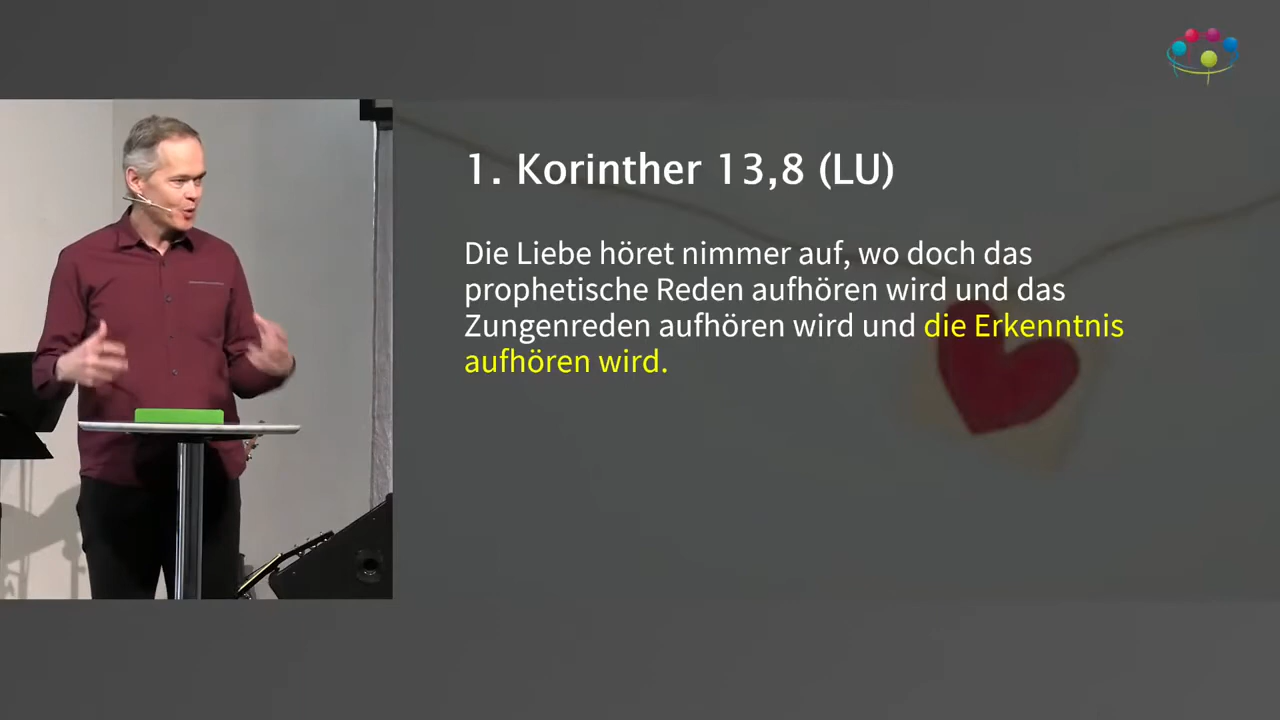 1. Korinther 13,8 (LU)
Die Liebe höret nimmer auf, wo doch das
prophetische Reden aufhören wird und das
Zungenreden aufhören wird und die Erkenntnis
aufhören wird.